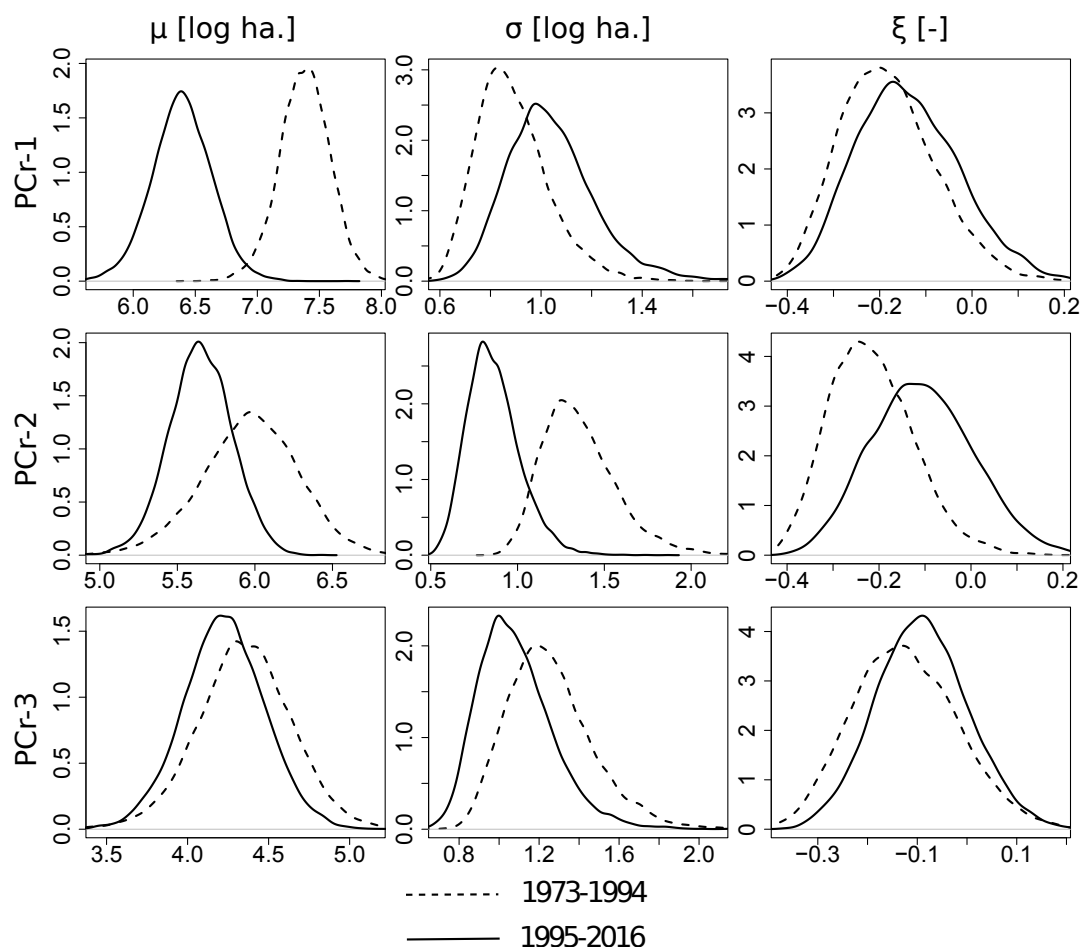 μ [log ha.] σ [log ha.] ξ [-]
PCr-1
0.0 0.5 1.0 1.5 2.0
6.0 6.5 7.0 7.5 8.0
0.0 1.0 2.0 3.0
0.6 1.0 1.4
0 1 2 3
−0.4 −0.2 0.0 0.2
PCr-2
0.0 0.5 1.0 1.5 2.0
5.0 5.5 6.0 6.5
0.0 1.0 2.0
0.5 1.0 1.5 2.0
0 1 2 3 4
−0.4 −0.2 0.0 0.2
PCr-3
0.0 0.5 1.0 1.5
3.5 4.0 4.5 5.0
0.0 1.0 2.0
0.8 1.2 1.6 2.0
0 1 2 3 4
−0.3 −0.1 0.1
1973-1994
1995-2016